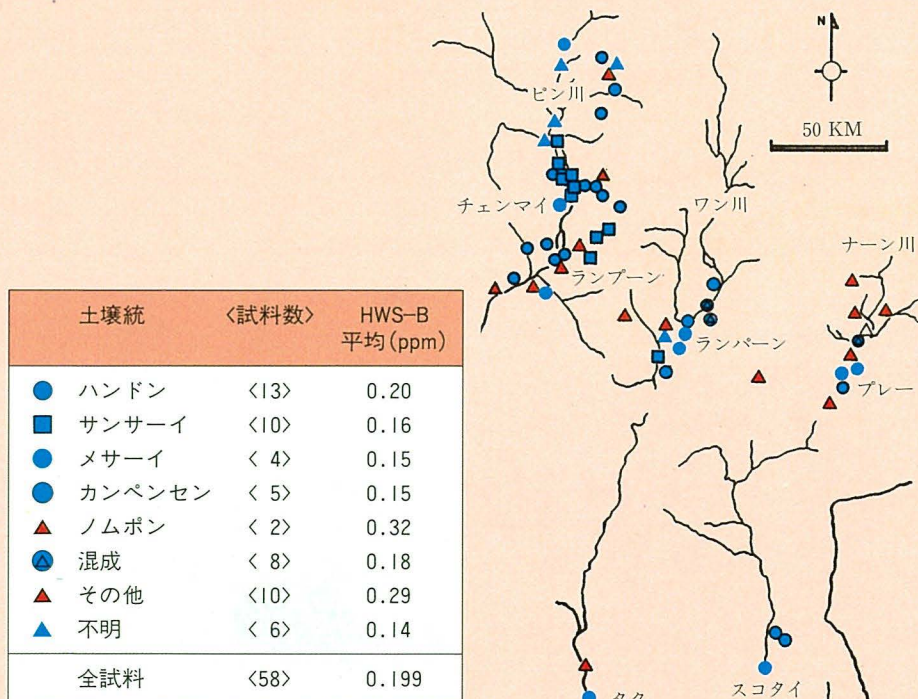 N
ピン川
50 KM
チェンマイ
ワン川
ナーン川
ランプーン
ランパーン
プレー
スコタイ
タク
土壌統 <試料数> HWS-B
平均(ppm)
ハンドン <13> 0.20
サンサーイ <10> 0.16
メサーイ < 4> 0.15
カンペンセン < 5> 0.15
ノムポン < 2> 0.32
混成 < 8> 0.18
その他 <10> 0.29
不明 < 6> 0.14
全試料 <58> 0.199